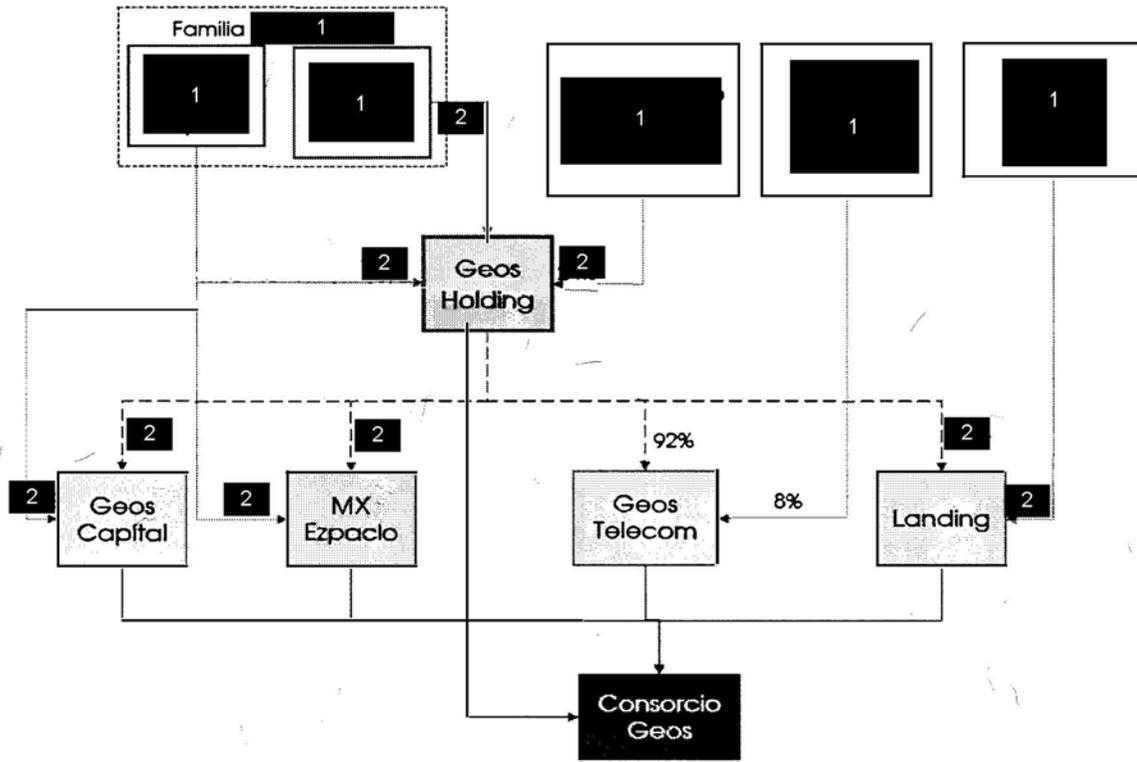 Familia 1
1
1
1
1
1
2
2
2
Geos
Holding
2
2
92%
2
2
Geos
Capital
2
MX
Ezpacio
Geos
Telecom
8%
Landing
2
Consorcio
Geos